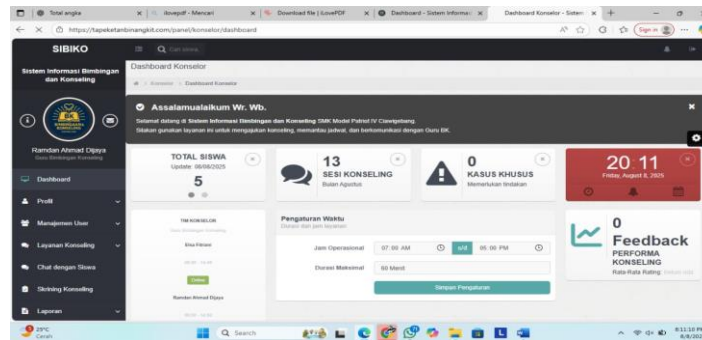 Total angka
ilovepdf - Mencari
Download file | iLovePDF
Dashboard - Sistem Informasi
Dashboard Konselor - Sistem
https://tapeketanbinangkit.com/panel/konselor/dashboard
Sign in
SIBIKO
Sistem Informasi Bimbingan
dan Konseling
Ramdan Ahmad Dijaya
Guru Bimbingan Konseling
Dashboard
Profil
Manajemen User
Layanan Konseling
Chat dengan Siswa
Skrining Konseling
Laporan
Dashboard Konselor
Konselor
Dashboard Konselor
Assalamualaikum Wr. Wb.
Selamat datang di Sistem Informasi Bimbingan dan Konseling SMK Model Patriot IV Ciawigebang.
Silakan gunakan layanan ini untuk mengajukan konseling, memantau jadwal, dan berkomunikasi dengan Guru BK.
TOTAL SISWA
Update: 08/08/2025
5
13
SESI KONSELING
Bulan Agustus
0
KASUS KHUSUS
Memerlukan tindakan
20:11
Friday, August 8, 2025
TIM KONSELOR
Elsa Fitriani
Online
Ramdan Ahmad Dijaya
Pengaturan Waktu
Durasi dan jam layanan
Jam Operasional
07:00 AM
s/d
05:00 PM
Durasi Maksimal
60 Menit
Simpan Pengaturan
0
Feedback
PERFORMA
KONSELING
Rata-Rata Rating
29°C
Cerah
Search
8:11:10 PM
8/8/2025